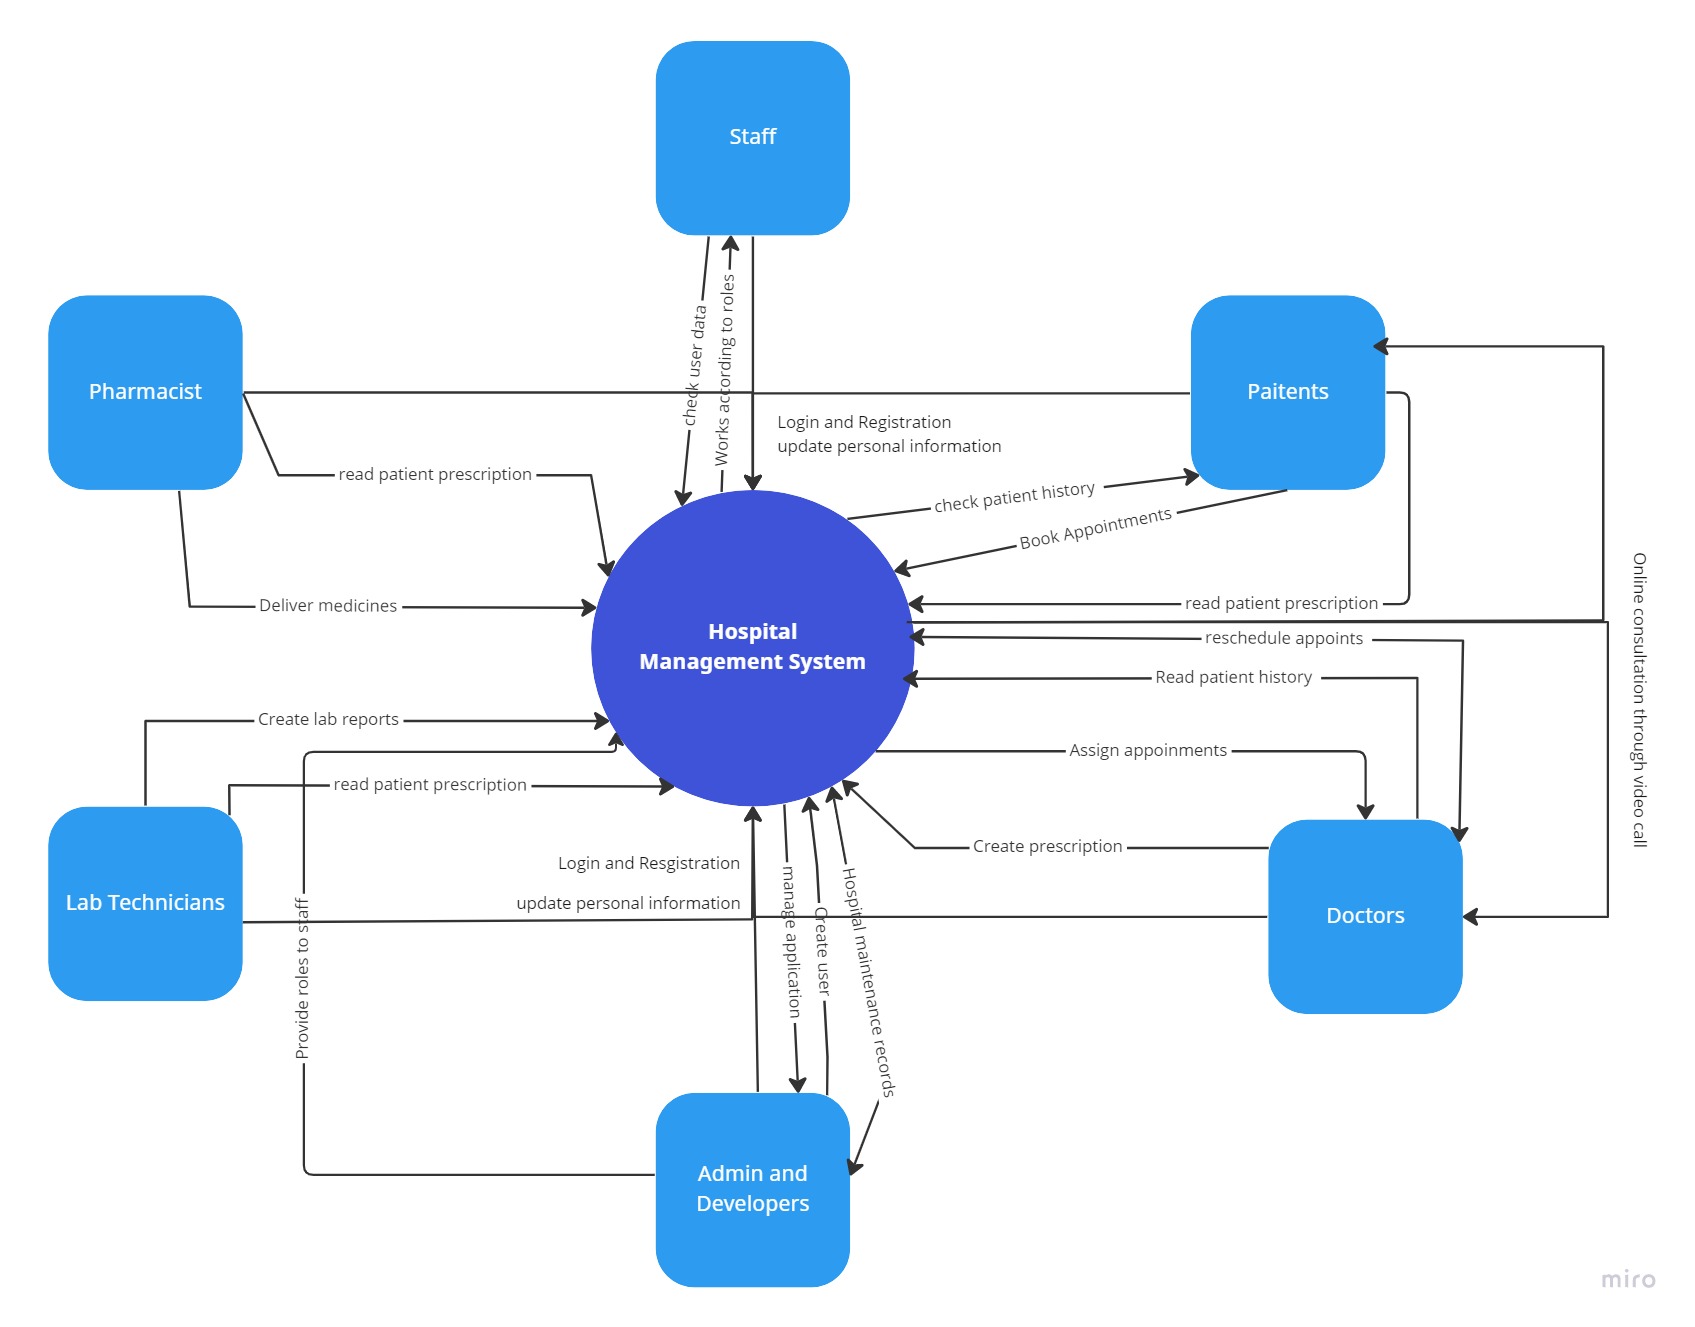 Staff
check user data
Works according to roles
Pharmacist
Paitents
Login and Registration
update personal information
read patient prescription
check patient history
Book Appointments
Deliver medicines
read patient prescription
Hospital
Management System
reschedule appoints
Read patient history
Online consultation through video call
Create lab reports
Assign appoinments
read patient prescription
Create prescription
Login and Resgistration
update personal information
Lab Technicians
Doctors
Provide roles to staff
manage application
Create user
Hospital maintenance records
Admin and
Developers
miro